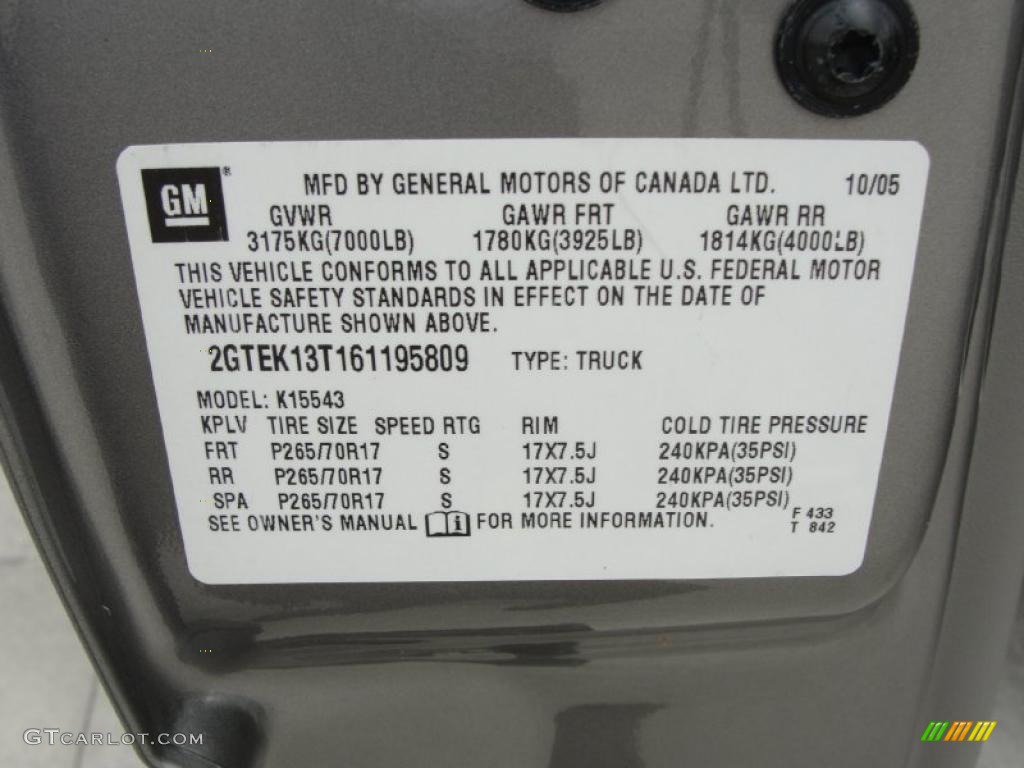 GM ®
MFD BY GENERAL MOTORS OF CANADA LTD. 10/05
GVWR GAWR FRT GAWR RR
3175KG(7000LB) 1780KG(3925LB) 1814KG(4000LB)
THIS VEHICLE CONFORMS TO ALL APPLICABLE U.S. FEDERAL MOTOR
VEHICLE SAFETY STANDARDS IN EFFECT ON THE DATE OF
MANUFACTURE SHOWN ABOVE.
2GTEK13T161195809 TYPE: TRUCK
MODEL: K15543
KPLV TIRE SIZE SPEED RTG RIM COLD TIRE PRESSURE
FRT P265/70R17 S 17X7.5J 240KPA(35PSI)
RR P265/70R17 S 17X7.5J 240KPA(35PSI)
SPA P265/70R17 S 17X7.5J 240KPA(35PSI)
SEE OWNER'S MANUAL i FOR MORE INFORMATION.
F 433
T 842
GTCARLOT.COM